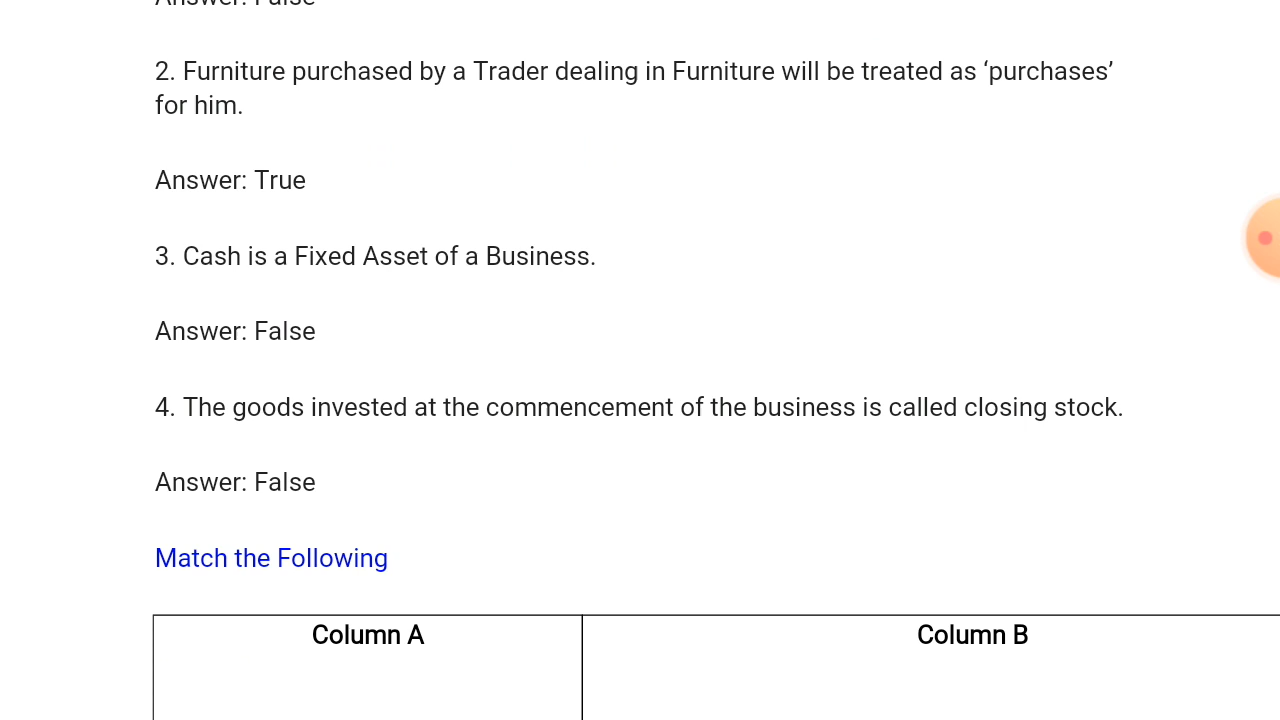 Answer: False
2. Furniture purchased by a Trader dealing in Furniture will be treated as ‘purchases’
for him.
Answer: True
3. Cash is a Fixed Asset of a Business.
Answer: False
4. The goods invested at the commencement of the business is called closing stock.
Answer: False
Match the Following
Column A
Column B